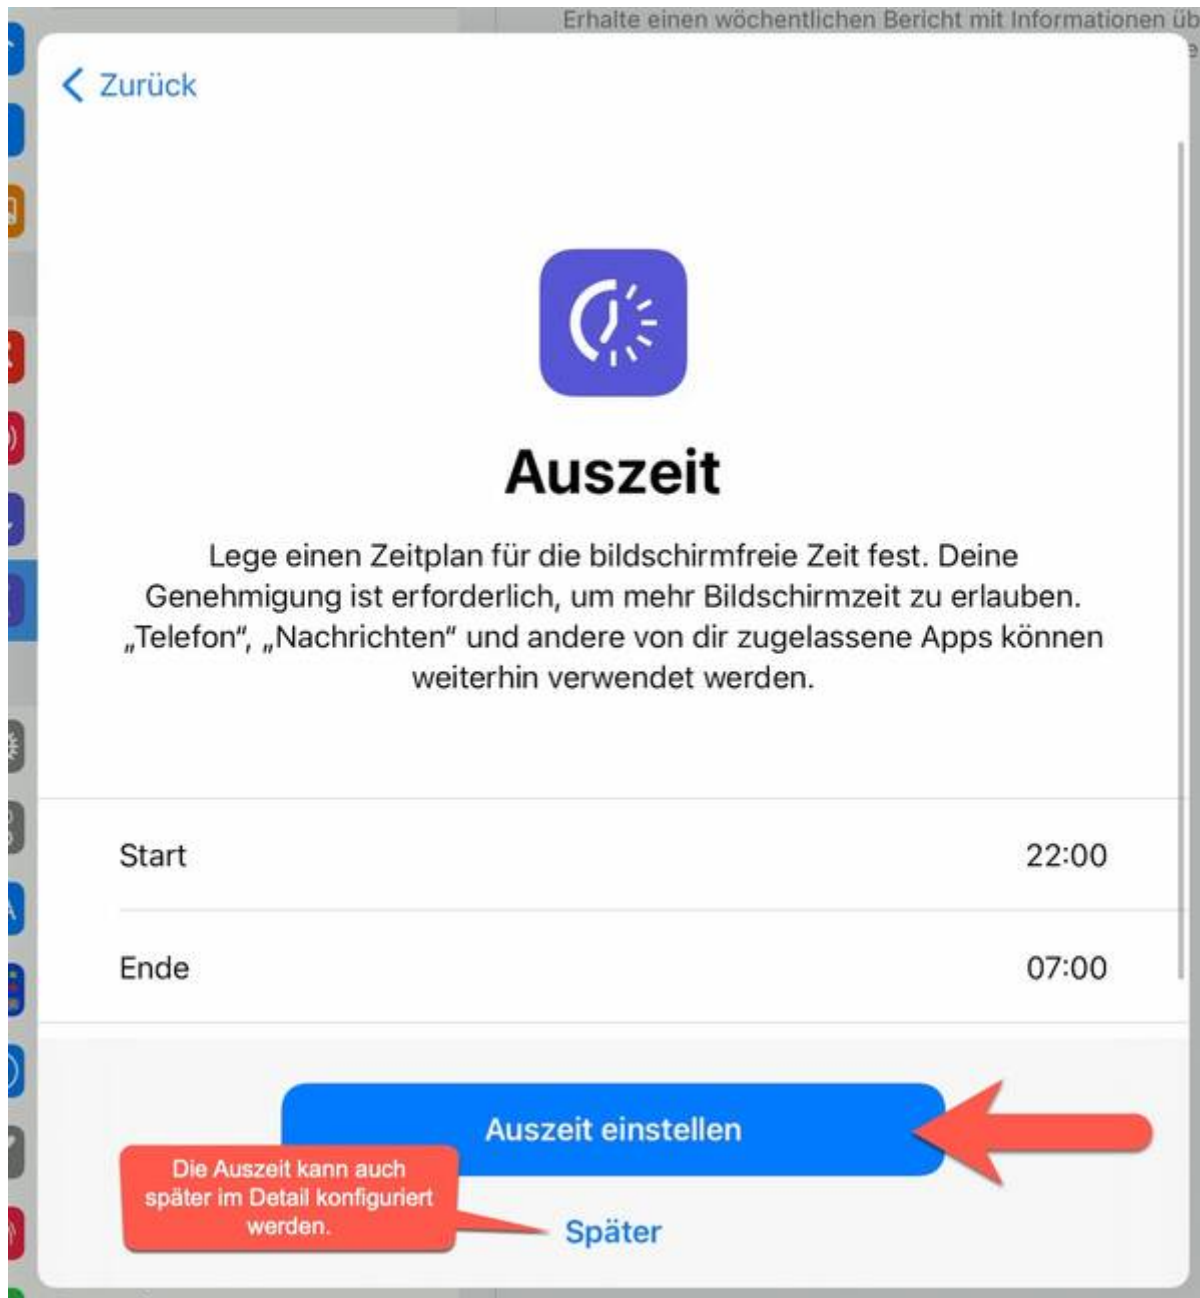 Erhalte einen wöchentlichen Bericht mit Informationen
Zurück
Auszeit
Lege einen Zeitplan für die bildschirmfreie Zeit fest. Deine
Genehmigung ist erforderlich, um mehr Bildschirmzeit zu erlauben.
„Telefon“, „Nachrichten“ und andere von dir zugelassene Apps können
weiterhin verwendet werden.
Start 22:00
Ende 07:00
Auszeit einstellen
Die Auszeit kann auch
später im Detail konfiguriert
werden.
Später